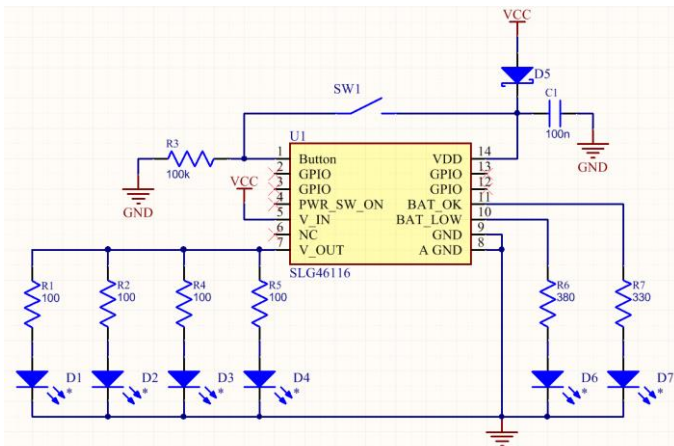 VCC
D5
SW1
C1
100n
GND
R3
100k
GND
VCC
U1
1 Button VDD 14
2 GPIO GPIO 13
3 GPIO GPIO 12
4 PWR_SW_ON BAT_OK 11
5 V_IN BAT_LOW 10
6 NC GND 9
7 V_OUT A GND 8
SLG46116
R1
100
R2
100
R4
100
R5
100
R6
380
R7
330
D1
*
D2
*
D3
*
D4
*
D6
*
D7
*
GND